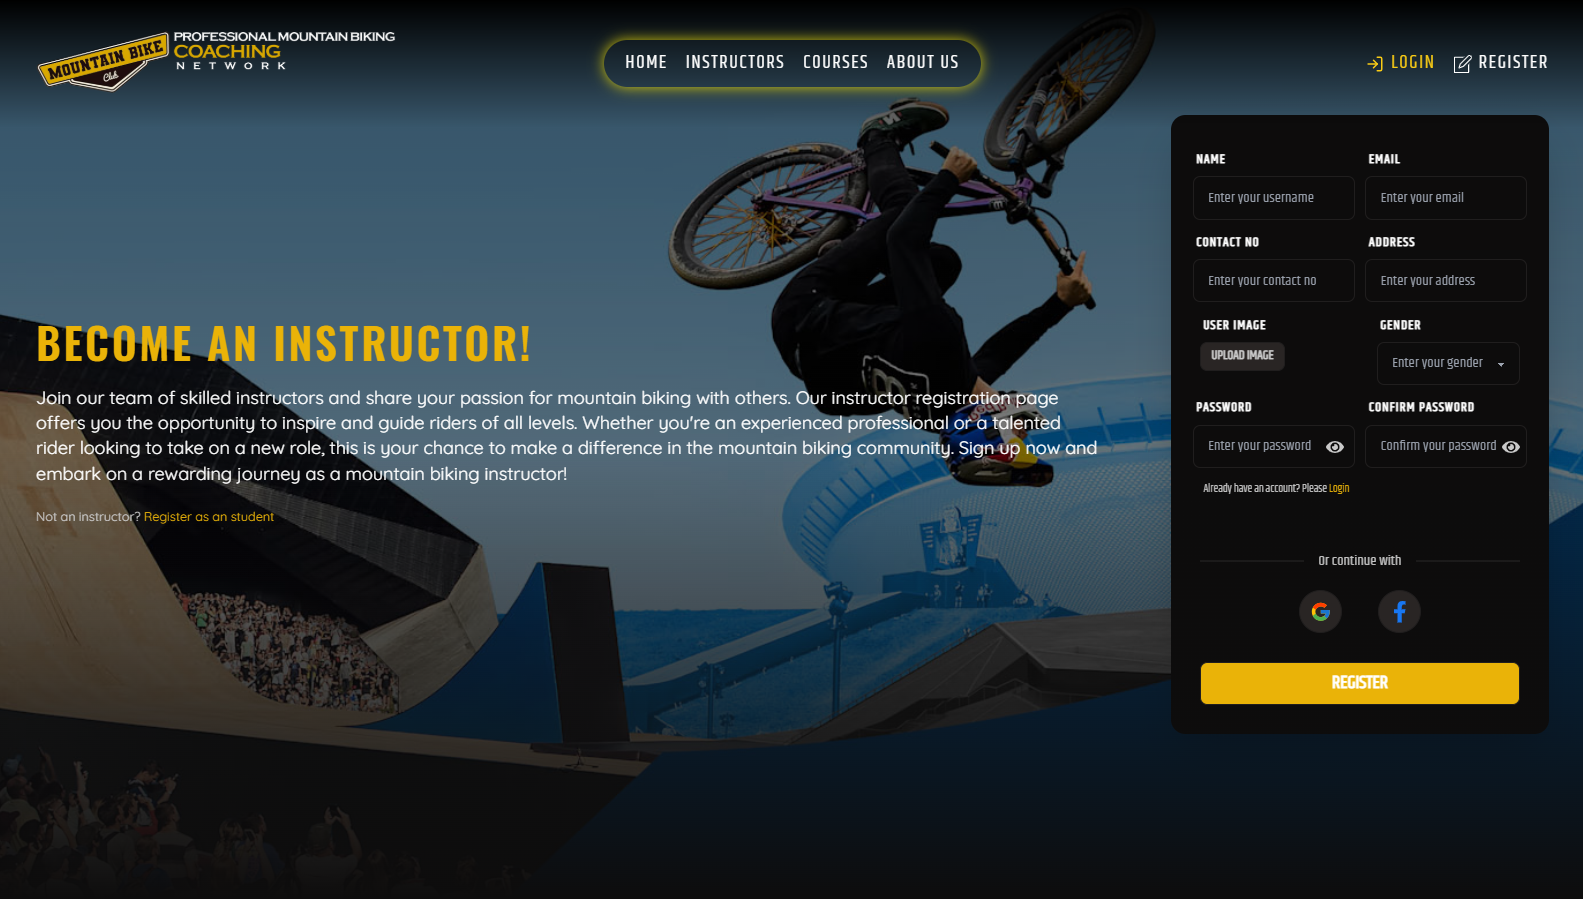 MOUNTAIN BIKE
Club
PROFESSIONAL MOUNTAIN BIKING
COACHING
NETWORK
HOME INSTRUCTORS COURSES ABOUT US
LOGIN REGISTER
BECOME AN INSTRUCTOR!
Join our team of skilled instructors and share your passion for mountain biking with others. Our instructor registration page
offers you the opportunity to inspire and guide riders of all levels. Whether you're an experienced professional or a talented
rider looking to take on a new role, this is your chance to make a difference in the mountain biking community. Sign up now and
embark on a rewarding journey as a mountain biking instructor!
Not an instructor? Register as an student
NAME EMAIL
Enter your username Enter your email
CONTACT NO ADDRESS
Enter your contact no Enter your address
USER IMAGE GENDER
UPLOAD IMAGE Enter your gender
PASSWORD CONFIRM PASSWORD
Enter your password Confirm your password
Already have an account? Please Login
Or continue with
REGISTER